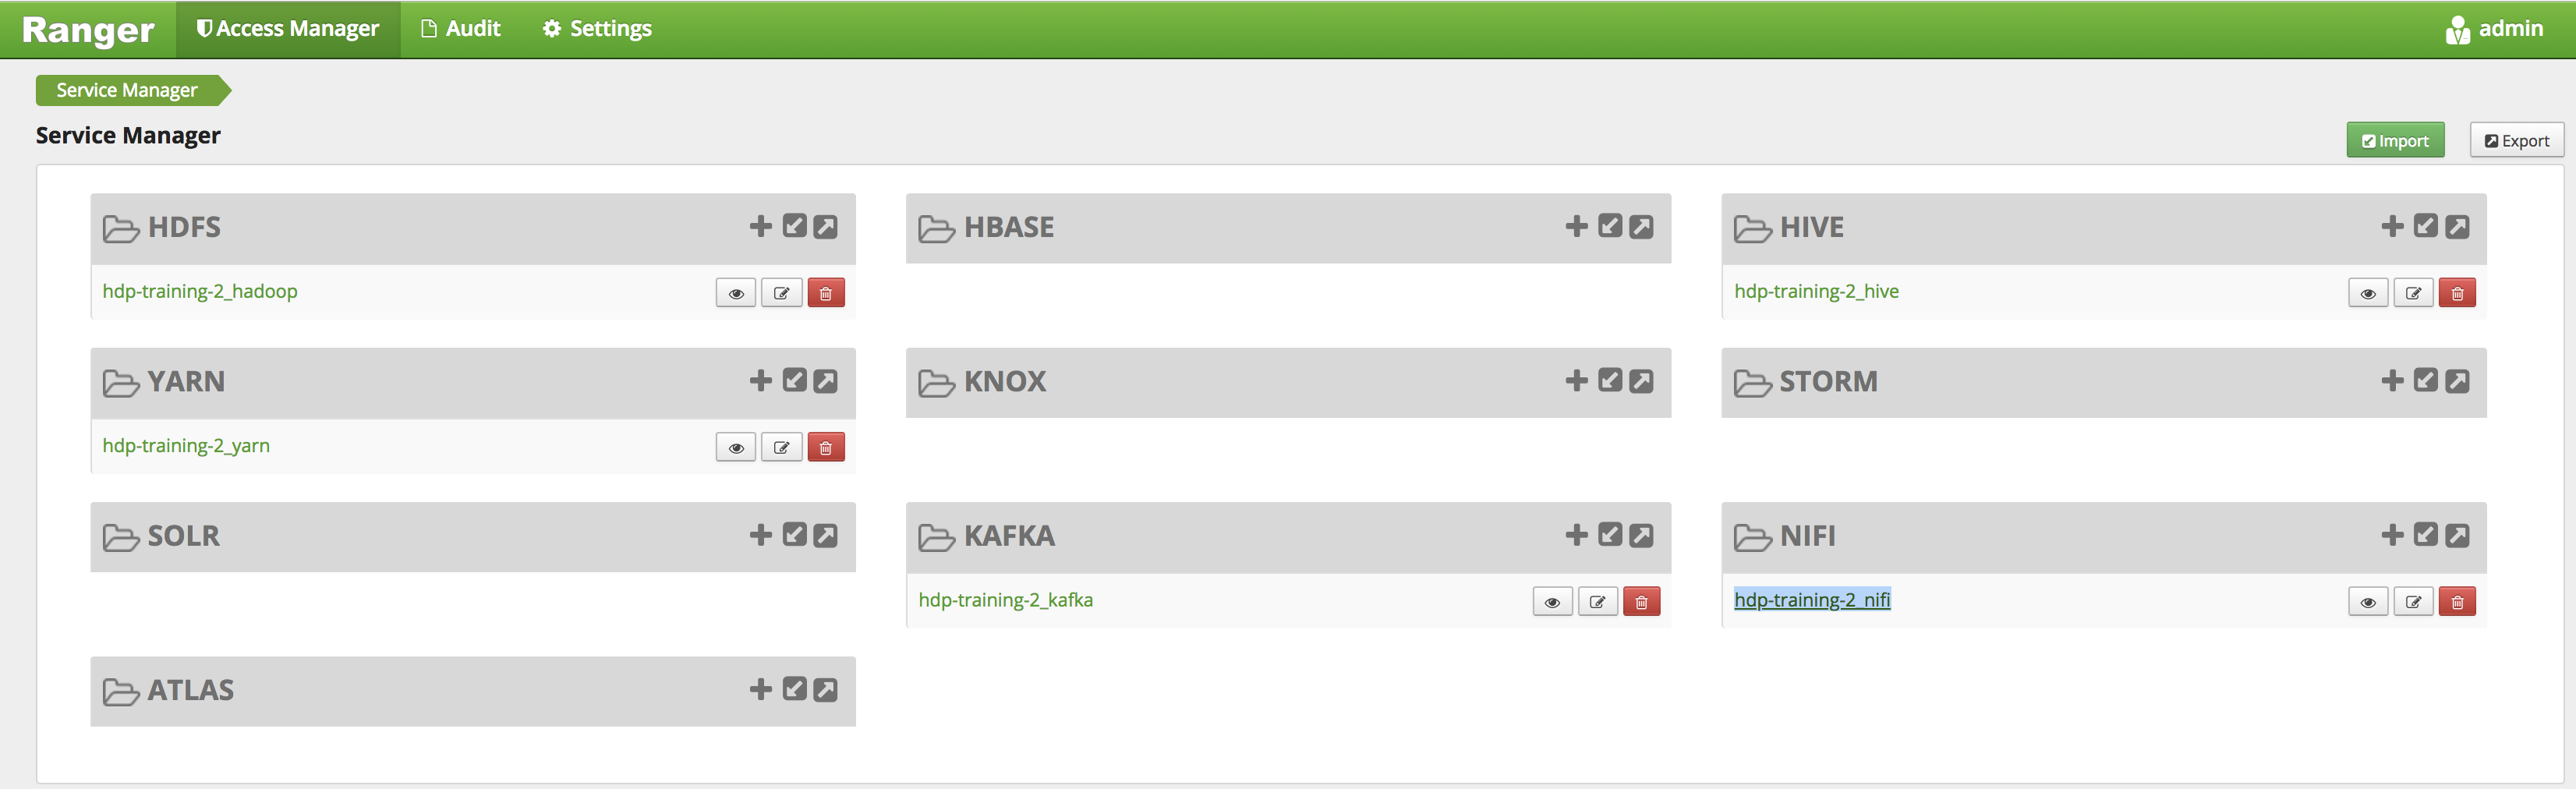 Ranger Access Manager Audit Settings admin
Service Manager
Service Manager Import Export
HDFS HBASE HIVE
hdp-training-2_hadoop hdp-training-2_hive
YARN KNOX STORM
hdp-training-2_yarn
SOLR KAFKA NIFI
hdp-training-2_kafka hdp-training-2_nifi
ATLAS